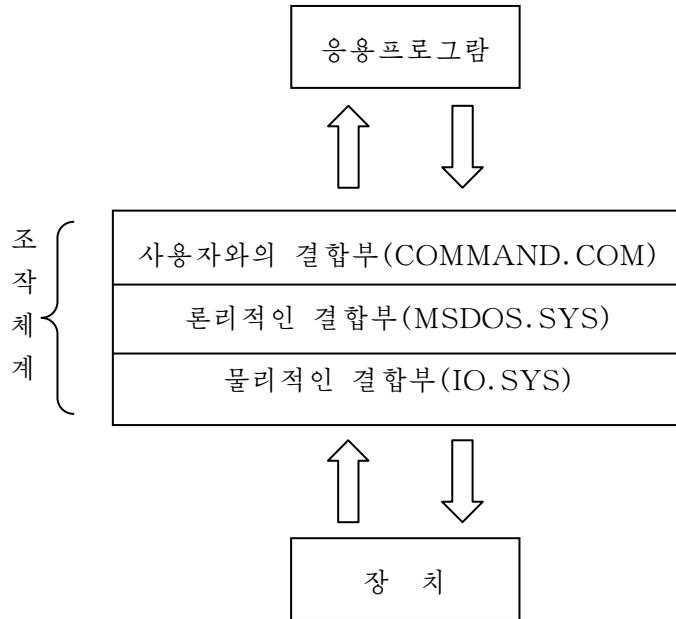 응용프로그람
조작체계
사용자와의 결합부(COMMAND.COM)
론리적인 결합부(MSDOS.SYS)
물리적인 결합부(IO.SYS)
장 치